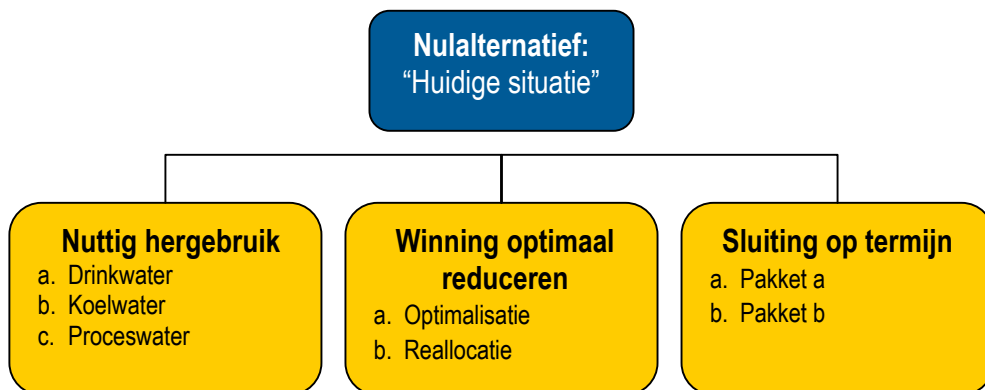 Nulalternatief:
“Huidige situatie”
Nuttig hergebruik
a. Drinkwater
b. Koelwater
c. Proceswater
Winning optimaal
reduceren
a. Optimalisatie
b. Reallocatie
Sluiting op termijn
a. Pakket a
b. Pakket b